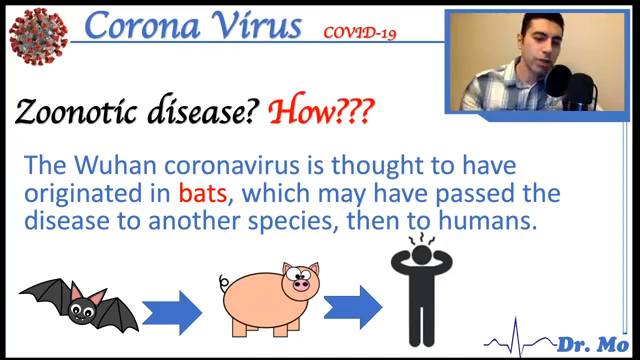 Corona Virus COVID-19
Zoonotic disease? How???
The Wuhan coronavirus is thought to have
originated in bats, which may have passed the
disease to another species, then to humans.
Dr. Mo